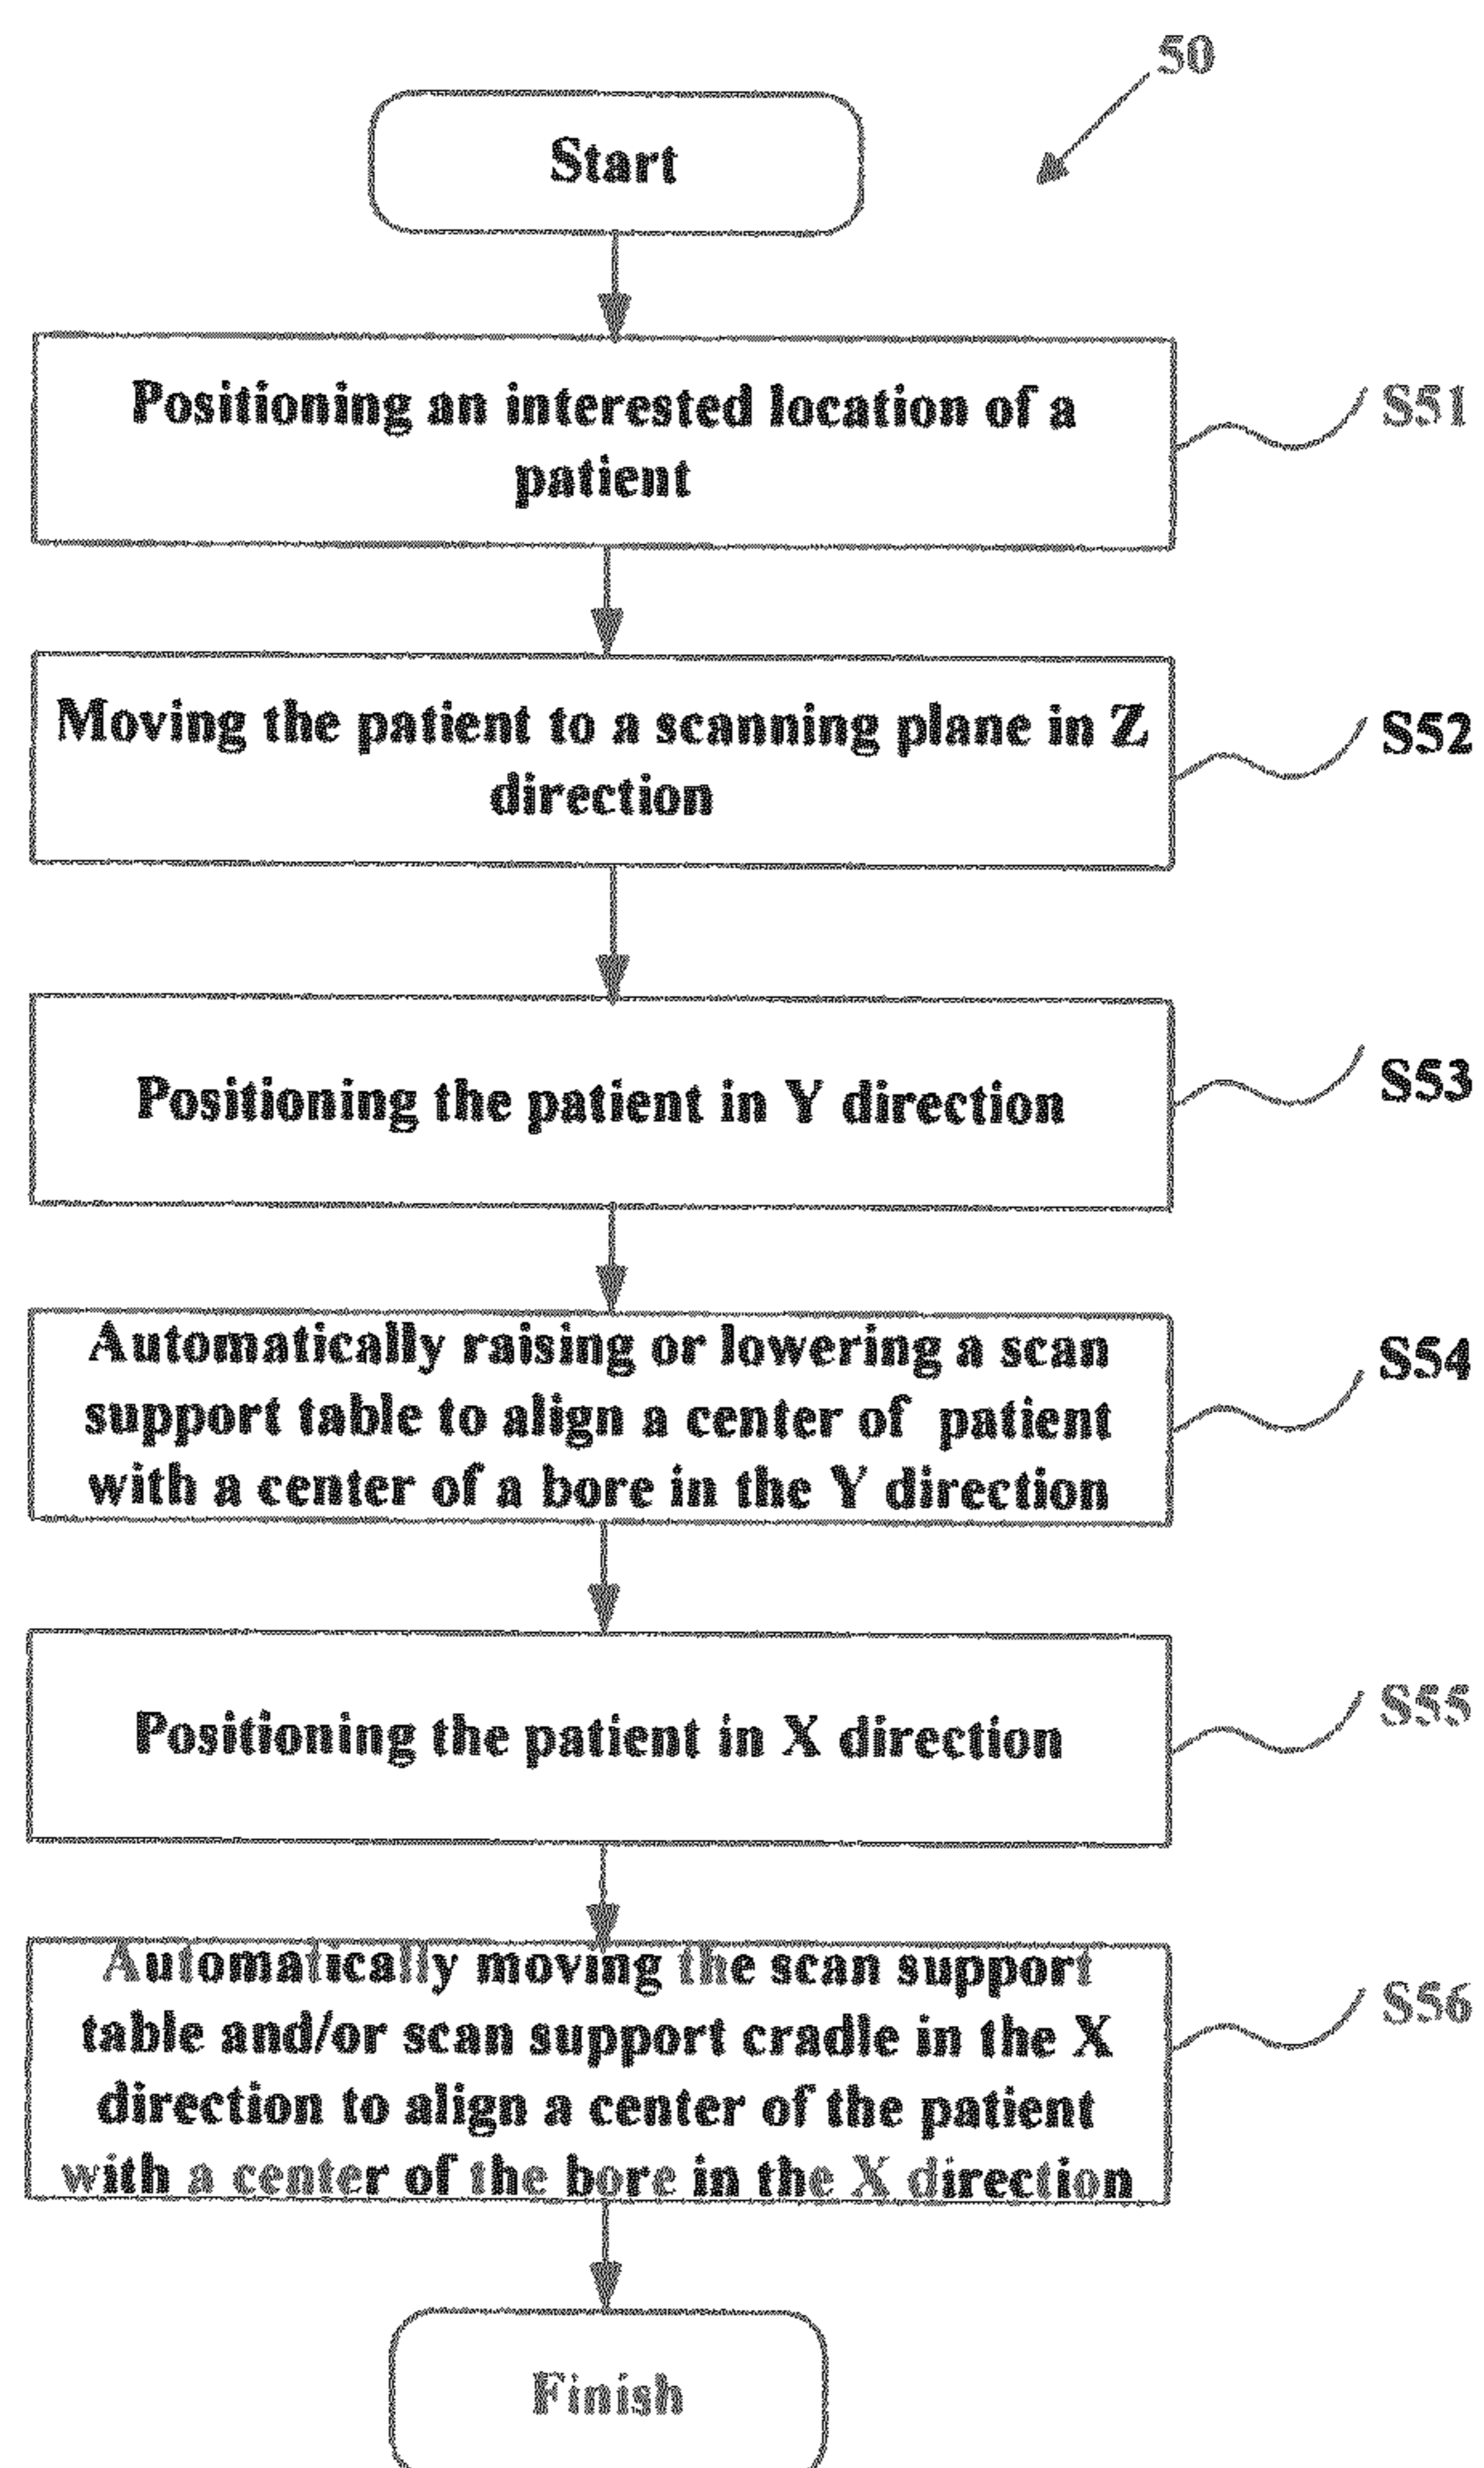 50
Start
Positioning an interested location of a
patient
S51
Moving the patient to a scanning plane in Z
direction
S52
Positioning the patient in Y direction
S53
Automatically raising or lowering a scan
support table to align a center of patient
with a center of a bore in the Y direction
S54
Positioning the patient in X direction
S55
Automatically moving the scan support
table and/or scan support cradle in the X
direction to align a center of the patient
with a center of the bore in the X direction
S56
Finish